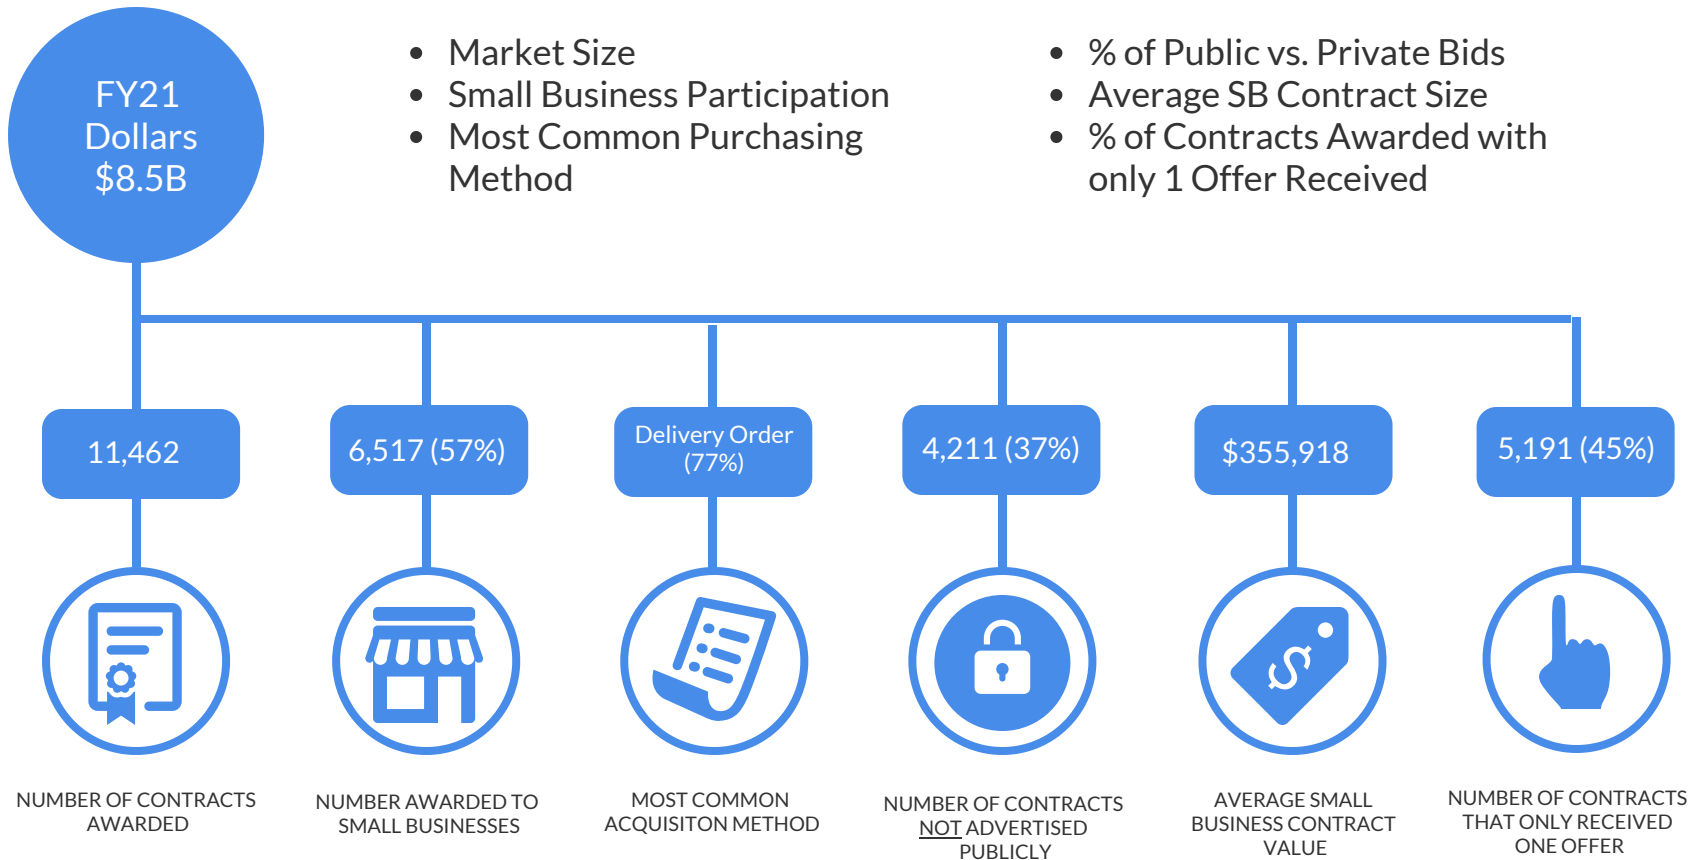 FY21
Dollars
$8.5B
• Market Size
• Small Business Participation
• Most Common Purchasing
Method
• % of Public vs. Private Bids
• Average SB Contract Size
• % of Contracts Awarded with
only 1 Offer Received
11,462
6,517 (57%)
Delivery Order
(77%)
4,211 (37%)
$355,918
5,191 (45%)
$
NUMBER OF CONTRACTS
AWARDED
NUMBER AWARDED TO
SMALL BUSINESSES
MOST COMMON
ACQUISITON METHOD
NUMBER OF CONTRACTS
NOT ADVERTISED
PUBLICLY
AVERAGE SMALL
BUSINESS CONTRACT
VALUE
NUMBER OF CONTRACTS
THAT ONLY RECEIVED
ONE OFFER